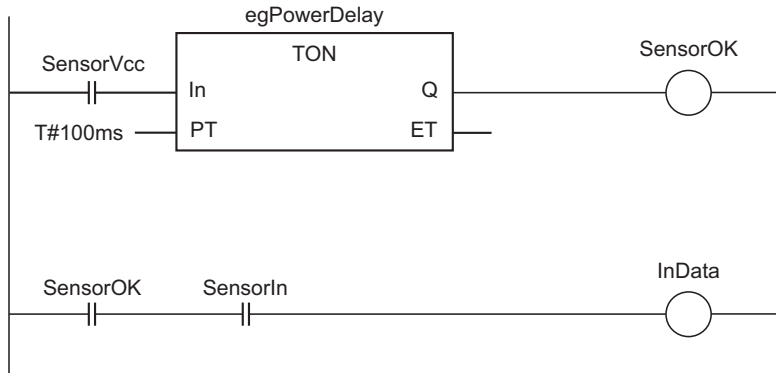 egPowerDelay
SensorVcc
TON
SensorOK
In
Q
T#100ms
PT
ET
SensorOK
SensorIn
InData